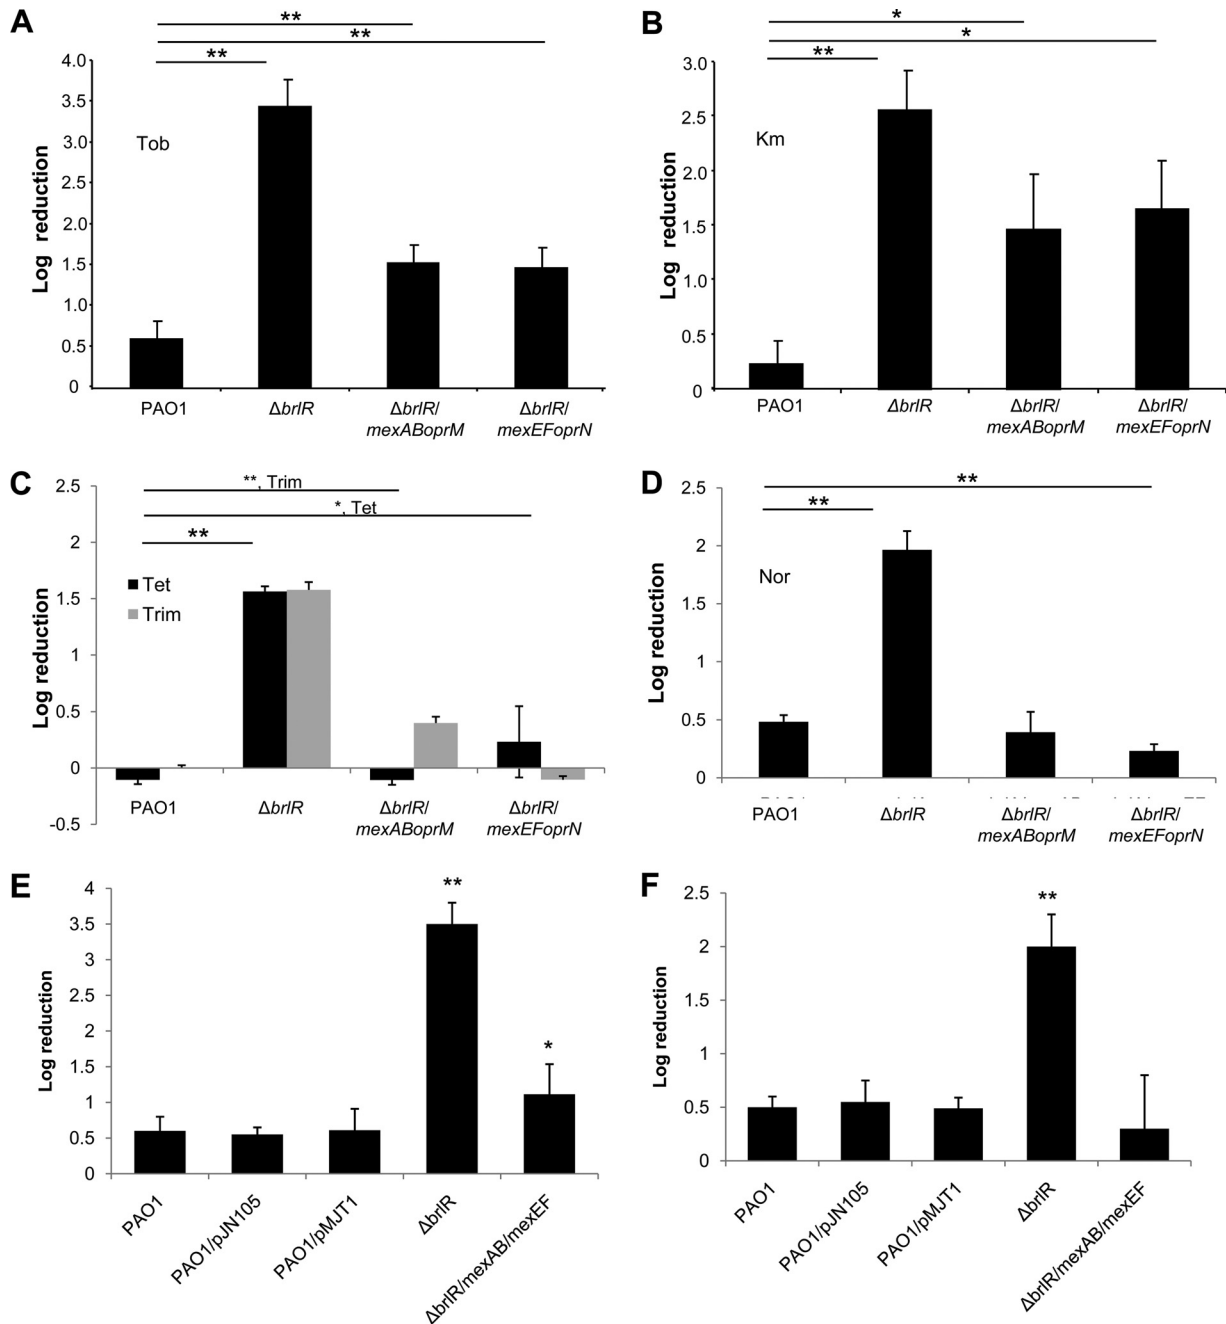 A
**
**
**
4.0
3.5
3.0
2.5
2.0
1.5
1.0
0.5
0
Log reduction
Tob
PAO1
ΔbrlR
ΔbrlR/
mexABoprM
ΔbrlR/
mexEFoprN
B
*
*
**
3.0
2.5
2.0
1.5
1.0
0.5
0
Log reduction
Km
PAO1
ΔbrlR
ΔbrlR/
mexABoprM
ΔbrlR/
mexEFoprN
C
**, Trim
*, Tet
**
2.5
2
1.5
1
0.5
0
-0.5
Log reduction
Tet
Trim
PAO1
ΔbrlR
ΔbrlR/
mexABoprM
ΔbrlR/
mexEFoprN
D
**
**
2.5
2
1.5
1
0.5
0
Log reduction
Nor
PAO1
ΔbrlR
ΔbrlR/
mexABoprM
ΔbrlR/
mexEFoprN
E
**
*
4
3.5
3
2.5
2
1.5
1
0.5
0
Log reduction
PAO1
PAO1/pJN105
PAO1/pMJT1
ΔbrlR
ΔbrlR/mexAB/mexEF
F
**
2.5
2
1.5
1
0.5
0
Log reduction
PAO1
PAO1/pJN105
PAO1/pMJT1
ΔbrlR
ΔbrlR/mexAB/mexEF